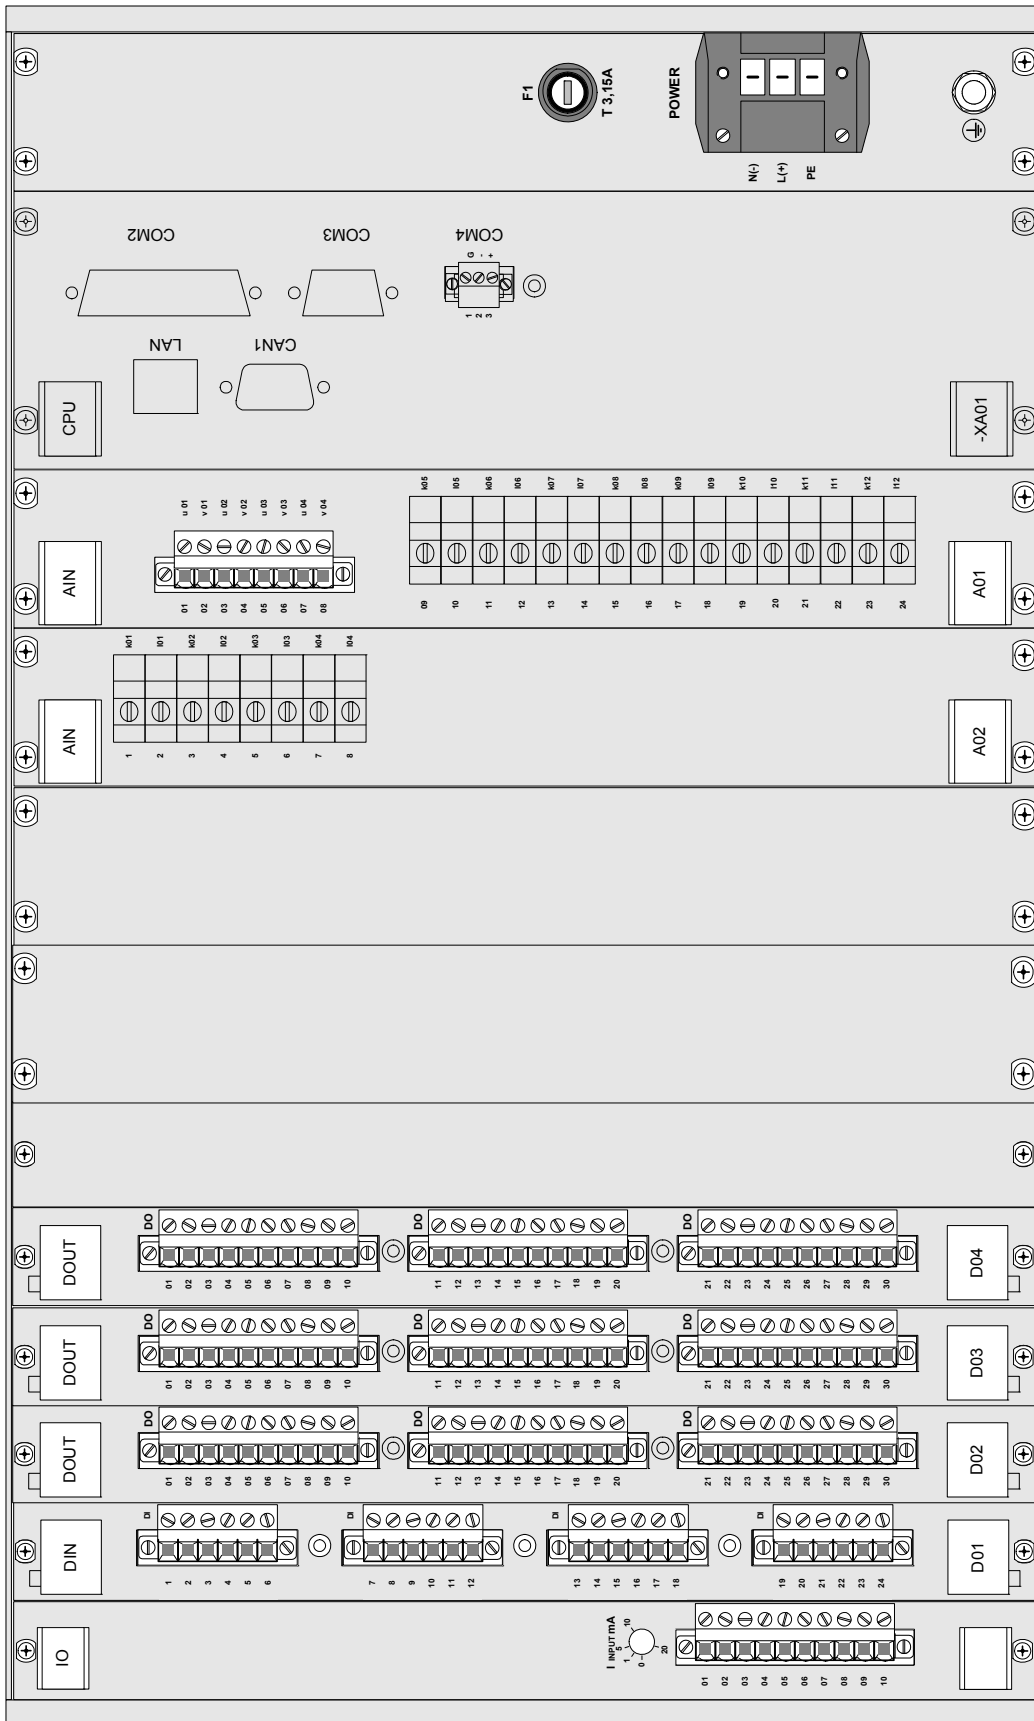 F1
T 3,15A
POWER
N(-)
L(+)
PE
COM2
COM3
COM4
G
-
+
1
2
3
LAN
CAN1
CPU
-XA01
AIN
u 01
v 01
u 02
v 02
u 03
v 03
u 04
v 04
01
02
03
04
05
06
07
08
k05
l05
k06
l06
k07
l07
k08
l08
k09
l09
k10
l10
k11
l11
k12
l12
09
10
11
12
13
14
15
16
17
18
19
20
21
22
23
24
A01
AIN
k01
l01
k02
l02
k03
l03
k04
l04
1
2
3
4
5
6
7
8
A02
DOUT
DO
01
02
03
04
05
06
07
08
09
10
DO
11
12
13
14
15
16
17
18
19
20
DO
21
22
23
24
25
26
27
28
29
30
D04
DOUT
DO
01
02
03
04
05
06
07
08
09
10
DO
11
12
13
14
15
16
17
18
19
20
DO
21
22
23
24
25
26
27
28
29
30
D03
DOUT
DO
01
02
03
04
05
06
07
08
09
10
DO
11
12
13
14
15
16
17
18
19
20
DO
21
22
23
24
25
26
27
28
29
30
D02
DIN
DI
1
2
3
4
5
6
DI
7
8
9
10
11
12
DI
13
14
15
16
17
18
DI
19
20
21
22
23
24
D01
IO
I INPUT mA
0
1
5
10
20
01
02
03
04
05
06
07
08
09
10